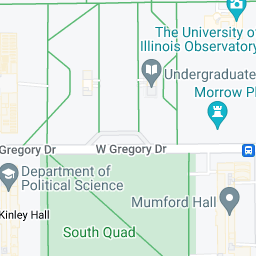 The University of
Illinois Observatory
Undergraduate
Morrow Pl
Gregory Dr
W Gregory Dr
Department of
Political Science
Kinley Hall
Mumford Hall
South Quad